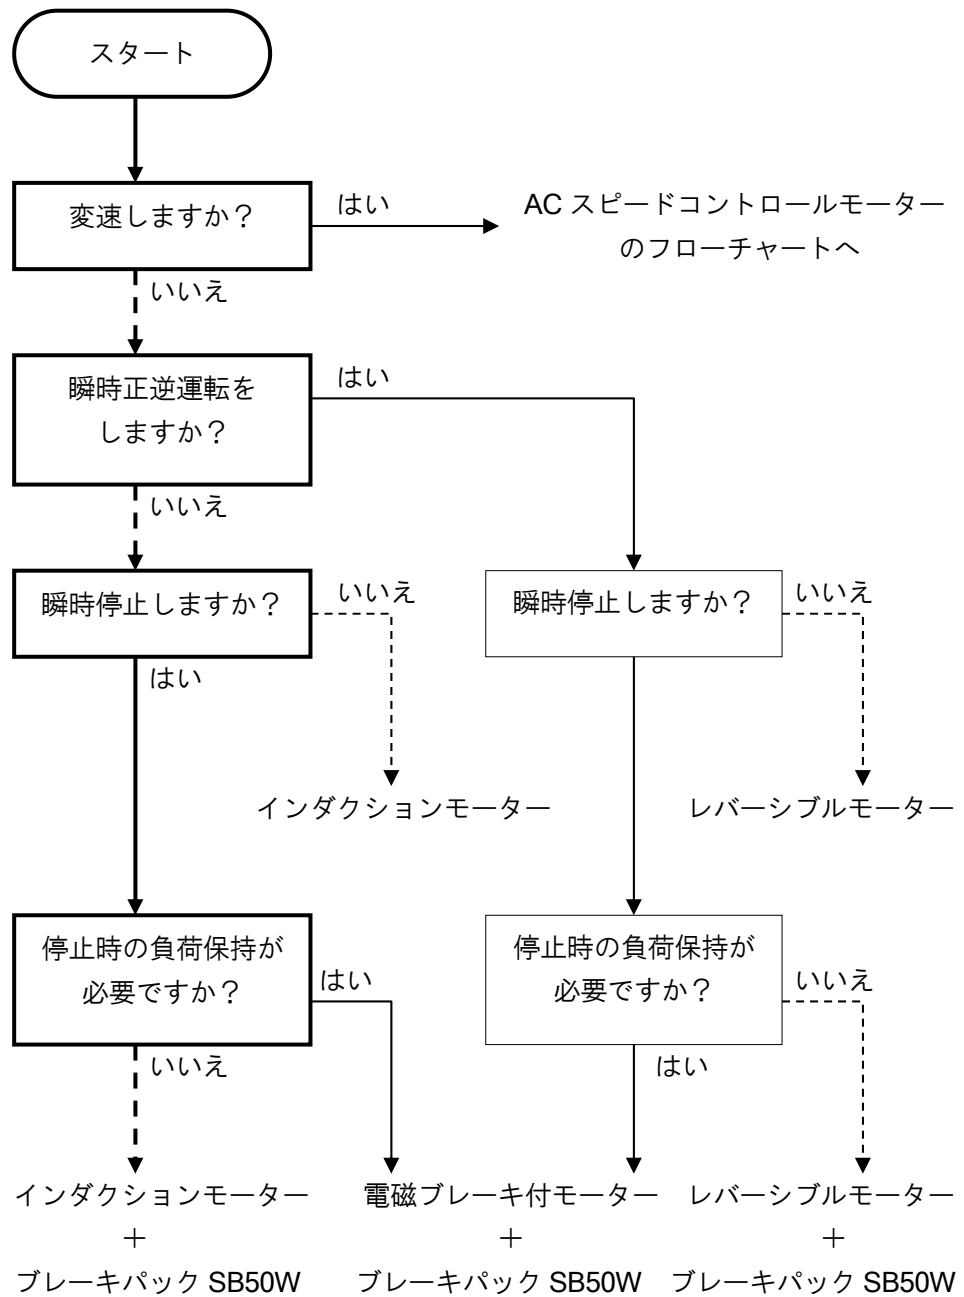 スタート
変速しますか？
はい
AC スピードコントロールモーター
のフローチャートへ
いいえ
瞬時正逆運転を
しますか？
はい
いいえ
瞬時停止しますか？
いいえ
瞬時停止しますか？
いいえ
はい
インダクションモーター
レバーシブルモーター
停止時の負荷保持が
必要ですか？
はい
停止時の負荷保持が
必要ですか？
いいえ
いいえ
はい
インダクションモーター
＋
ブレーキパック SB50W
電磁ブレーキ付モーター
＋
ブレーキパック SB50W
レバーシブルモーター
＋
ブレーキパック SB50W